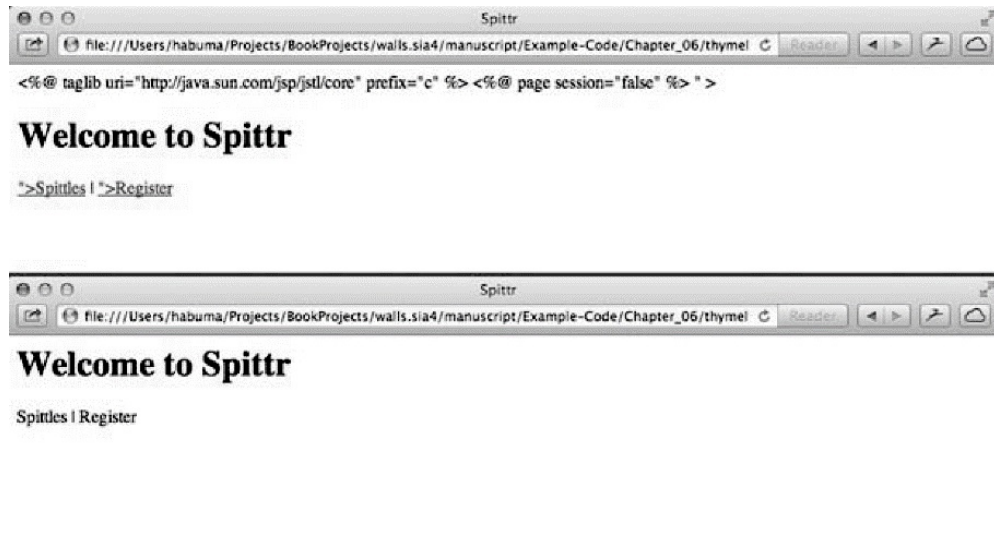 Spittr
file:///Users/habuma/Projects/BookProjects/walls.sia4/manuscript/Example-Code/Chapter_06/thymel Reader
<%@ taglib uri="http://java.sun.com/jsp/jstl/core" prefix="c" %> <%@ page session="false" %> " >
Welcome to Spittr
">Spittles | ">Register
Spittr
file:///Users/habuma/Projects/BookProjects/walls.sia4/manuscript/Example-Code/Chapter_06/thymel Reader
Welcome to Spittr
Spittles | Register